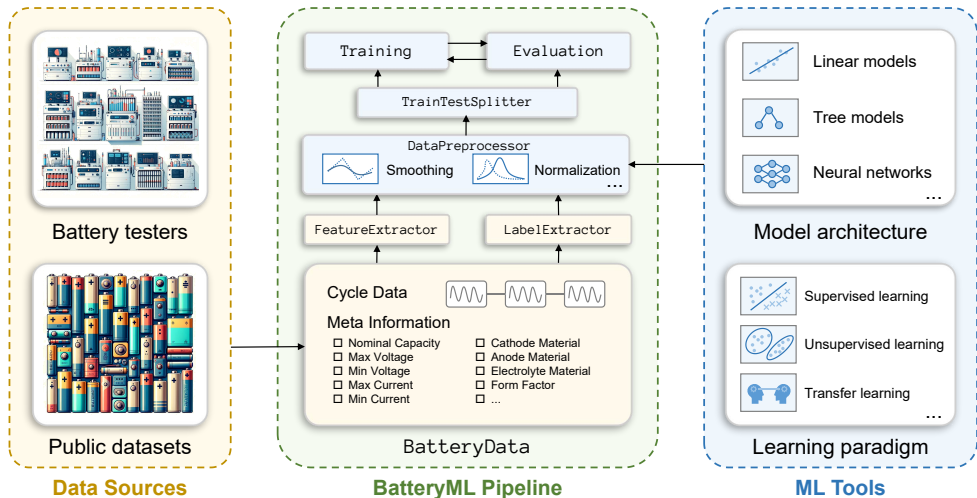 Battery testers
Public datasets
Data Sources
Training
Evaluation
TrainTestSplitter
DataPreprocessor
Smoothing
Normalization
...
FeatureExtractor
LabelExtractor
Cycle Data
Meta Information
Nominal Capacity
Max Voltage
Min Voltage
Max Current
Min Current
Cathode Material
Anode Material
Electrolyte Material
Form Factor
...
BatteryData
BatteryML Pipeline
Linear models
Tree models
Neural networks
...
Model architecture
Supervised learning
Unsupervised learning
Transfer learning
...
Learning paradigm
ML Tools